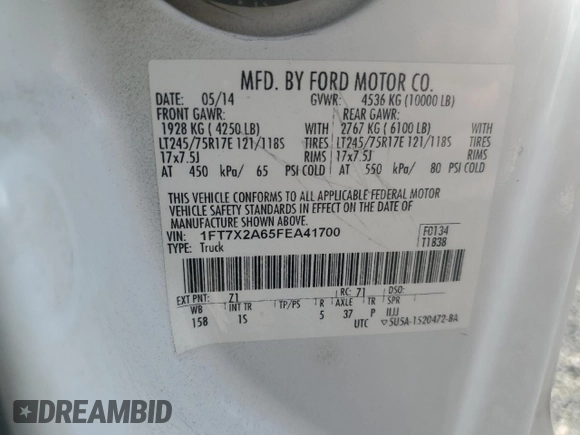 MFD. BY FORD MOTOR CO.
DATE: 05/14 GVWR: 4536 KG (10000 LB)
FRONT GAWR: REAR GAWR:
1928 KG ( 4250 LB) WITH 2767 KG ( 6100 LB) WITH
LT245/75R17E 121/118S TIRES LT245/75R17E 121/118S TIRES
17x7.5J RIMS 17x7.5J RIMS
AT 450 kPa/ 65 PSI COLD AT 550 kPa/ 80 PSI COLD
THIS VEHICLE CONFORMS TO ALL APPLICABLE FEDERAL MOTOR
VEHICLE SAFETY STANDARDS IN EFFECT ON THE DATE OF
MANUFACTURE SHOWN ABOVE.
VIN: 1FT7X2A65FEA41700 F0134
TYPE: Truck T1838
EXT PNT: Z1 RC: 71 DSO:
WB INT TR TP/PS R AXLE TR SPR
158 1S 5 37 P IIJJ
UTC ▽5U5A-1520472-BA
DREAMBID